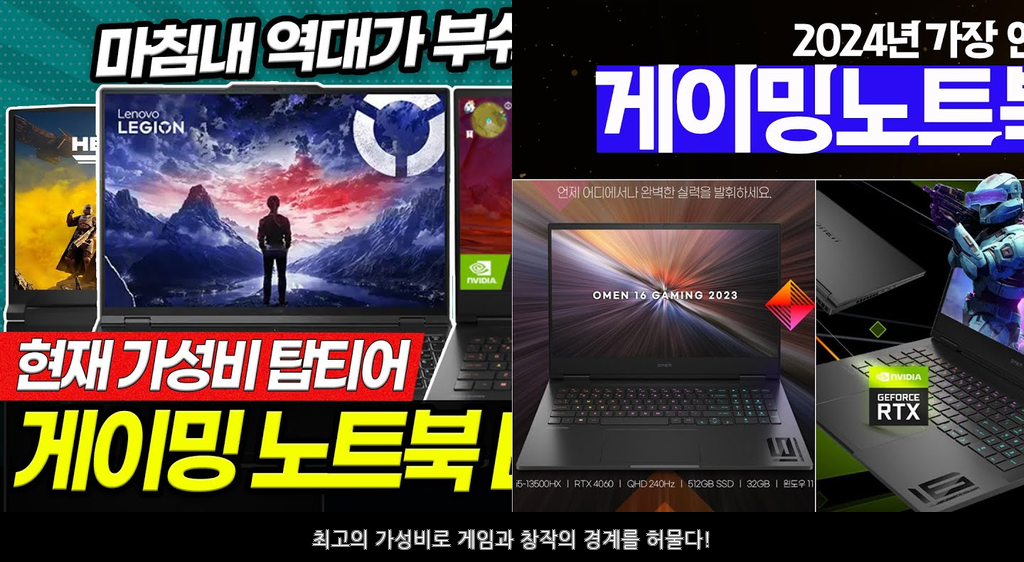 마침내 역대가 부
Lenovo
LEGION
NVIDIA
현재 가성비 탑티어
게이밍 노트북
2024년 가장
게이밍노트
언제 어디에서나 완벽한 실력을 발휘하세요.
OMEN 16 GAMING 2023
NVIDIA
GEFORCE
RTX
i5-13500HX | RTX 4060 | QHD 240Hz | 512GB SSD | 32GB | 윈도우 11
최고의 가성비로 게임과 창작의 경계를 허물다!